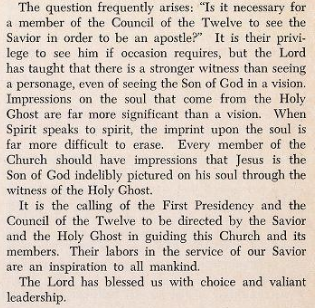 The question frequently arises: “Is it necessary for
a member of the Council of the Twelve to see the
Savior in order to be an apostle?” It is their privi-
lege to see him if occasion requires, but the Lord
has taught that there is a stronger witness than seeing
a personage, even of seeing the Son of God in a vision.
Impressions on the soul that come from the Holy
Ghost are far more significant than a vision. When
Spirit speaks to spirit, the imprint upon the soul is
far more difficult to erase. Every member of the
Church should have impressions that Jesus is the
Son of God indelibly pictured on his soul through the
witness of the Holy Ghost.
It is the calling of the First Presidency and the
Council of the Twelve to be directed by the Savior
and the Holy Ghost in guiding this Church and its
members. Their labors in the service of our Savior
are an inspiration to all mankind.
The Lord has blessed us with choice and valiant
leadership.